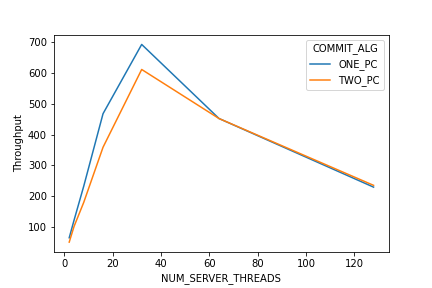 700
600
500
400
300
200
100
Throughput
COMMIT_ALG
ONE_PC
TWO_PC
0 20 40 60 80 100 120
NUM_SERVER_THREADS